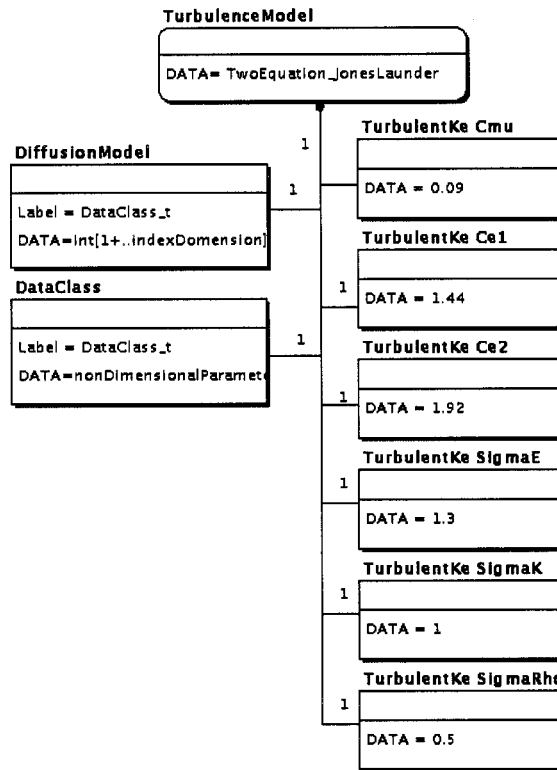 TurbulenceModel
DATA= TwoEquation_JonesLaunder
1
TurbulentKe Cmu
DATA = 0.09
DiffusionModel
1
Label = DataClass_t
DATA=int[1+..indexDomension]
TurbulentKe Ce1
1
DATA = 1.44
DataClass
1
Label = DataClass_t
DATA=nonDimensionalParamete
TurbulentKe Ce2
1
DATA = 1.92
TurbulentKe SigmaE
1
DATA = 1.3
TurbulentKe SigmaK
1
DATA = 1
TurbulentKe SigmaRho
1
DATA = 0.5